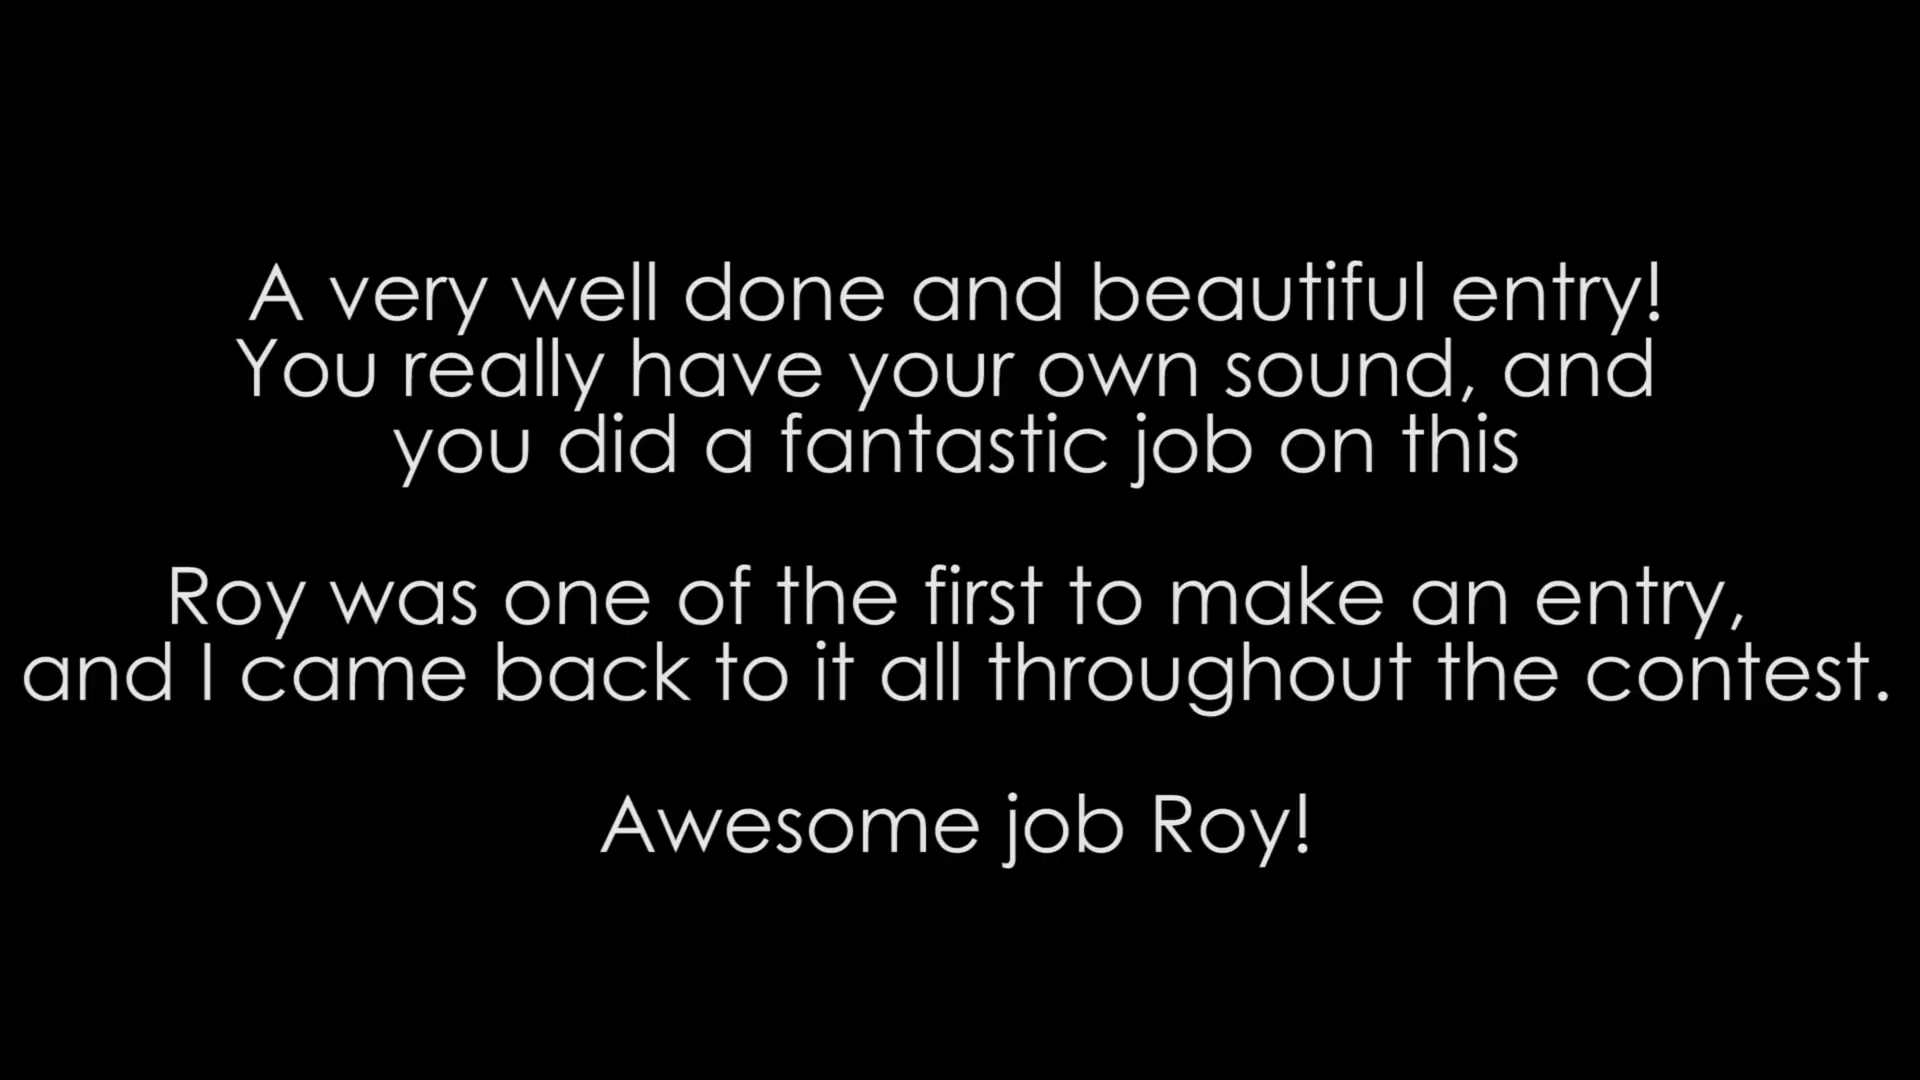 A very well done and beautiful entry!
You really have your own sound, and
you did a fantastic job on this
Roy was one of the first to make an entry,
and I came back to it all throughout the contest.
Awesome job Roy!